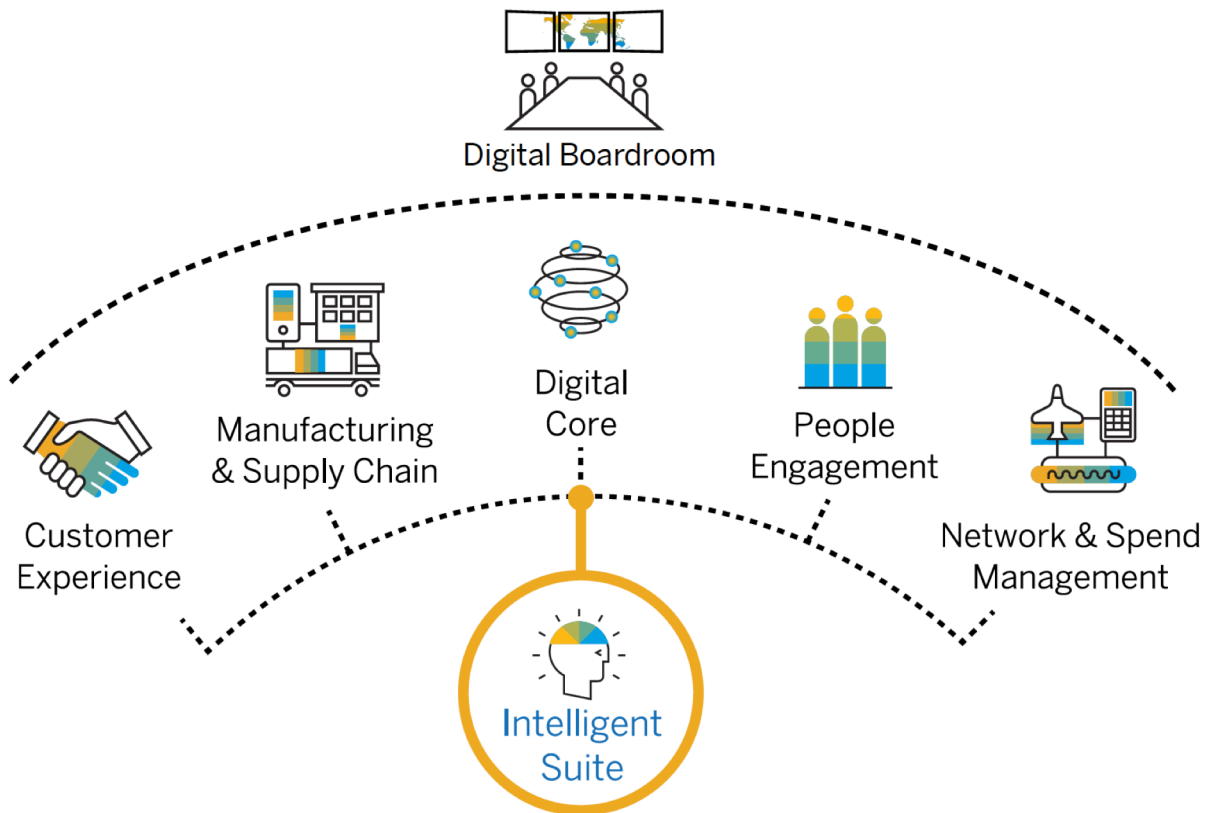 Digital Boardroom
Digital
Core
Manufacturing
& Supply Chain
People
Engagement
Customer
Experience
Network & Spend
Management
Intelligent
Suite